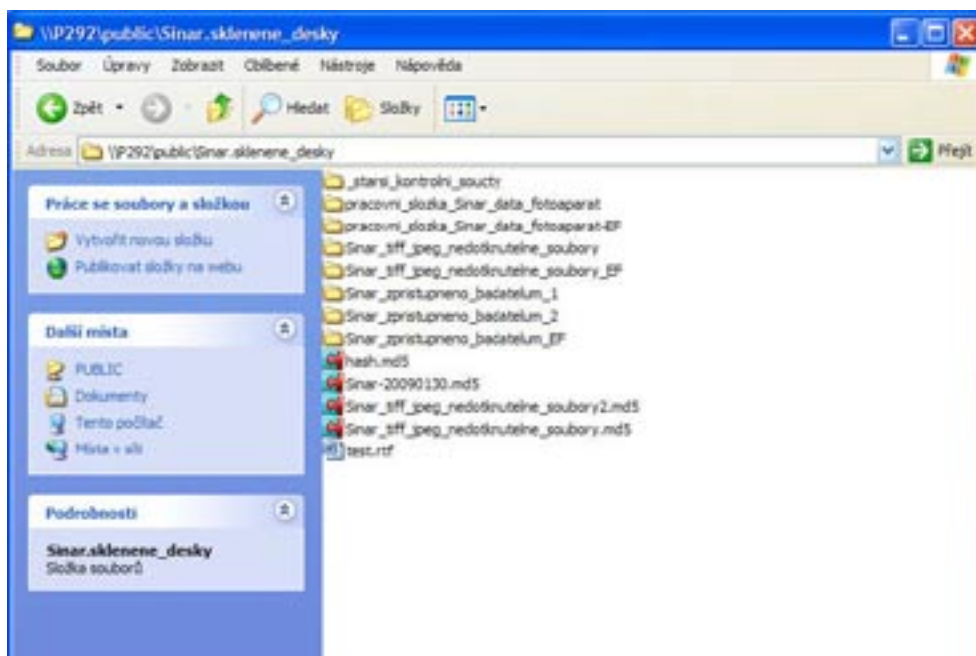 \\P292\public\Sinar.sklenene_desky
Soubor Úpravy Zobrazit Oblíbené Nástroje Nápověda
Zpět Hledat Složky
Adresa \\P292\public\Sinar.sklenene_desky Přejít
Práce se soubory a složkou
Vytvořit novou složku
Publikovat složky na webu
Další místa
PUBLIC
Dokumenty
Tento počítač
Místa v síti
Podrobnosti
Sinar.sklenene_desky
Složka souborů
_starsi_kontrolni_soucty
pracovni_slozka_Sinar_data_fotoaparat
pracovni_slozka_Sinar_data_fotoaparat-EF
Sinar_tiff_jpeg_nedotknutelne_soubory
Sinar_tiff_jpeg_nedotknutelne_soubory_EF
Sinar_zpristupneno_badatelum_1
Sinar_zpristupneno_badatelum_2
Sinar_zpristupneno_badatelum_EF
hash.md5
Sinar-20090130.md5
Sinar_tiff_jpeg_nedotknutelne_soubory2.md5
Sinar_tiff_jpeg_nedotknutelne_soubory.md5
test.rtf